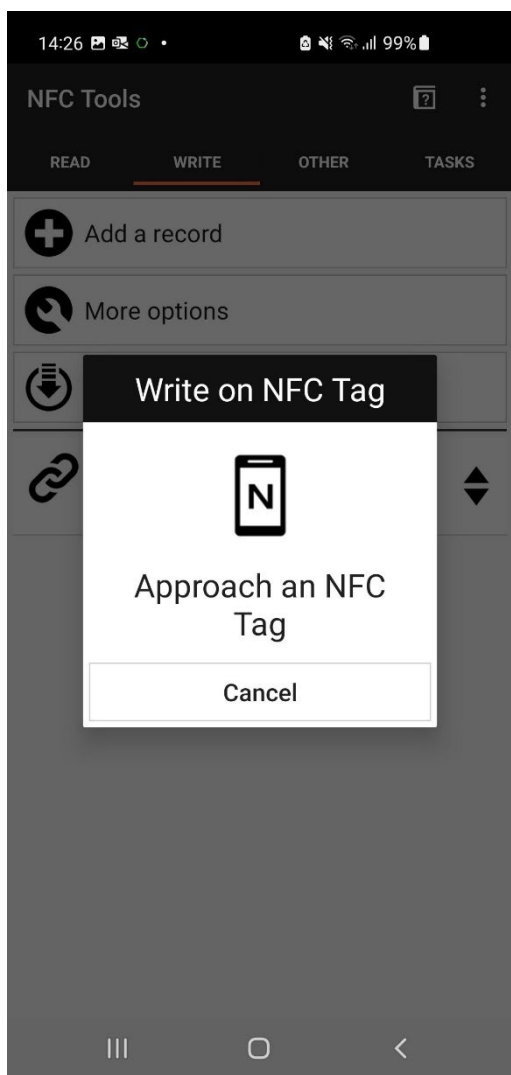 14:26
99%
NFC Tools
READ WRITE OTHER TASKS
Add a record
More options
Write on NFC Tag
N
Approach an NFC
Tag
Cancel